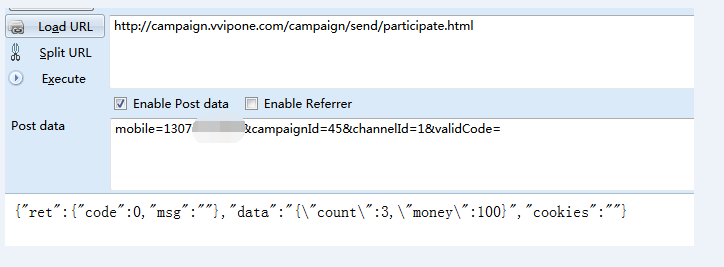 Load URL
http://campaign.vvipone.com/campaign/send/participate.html
Split URL
Execute
Enable Post data Enable Referrer
Post data
mobile=1307 &campaignId=45&channelId=1&validCode=
{"ret":{"code":0,"msg":""},"data":"{\"count\":3,\"money\":100}","cookies":""}